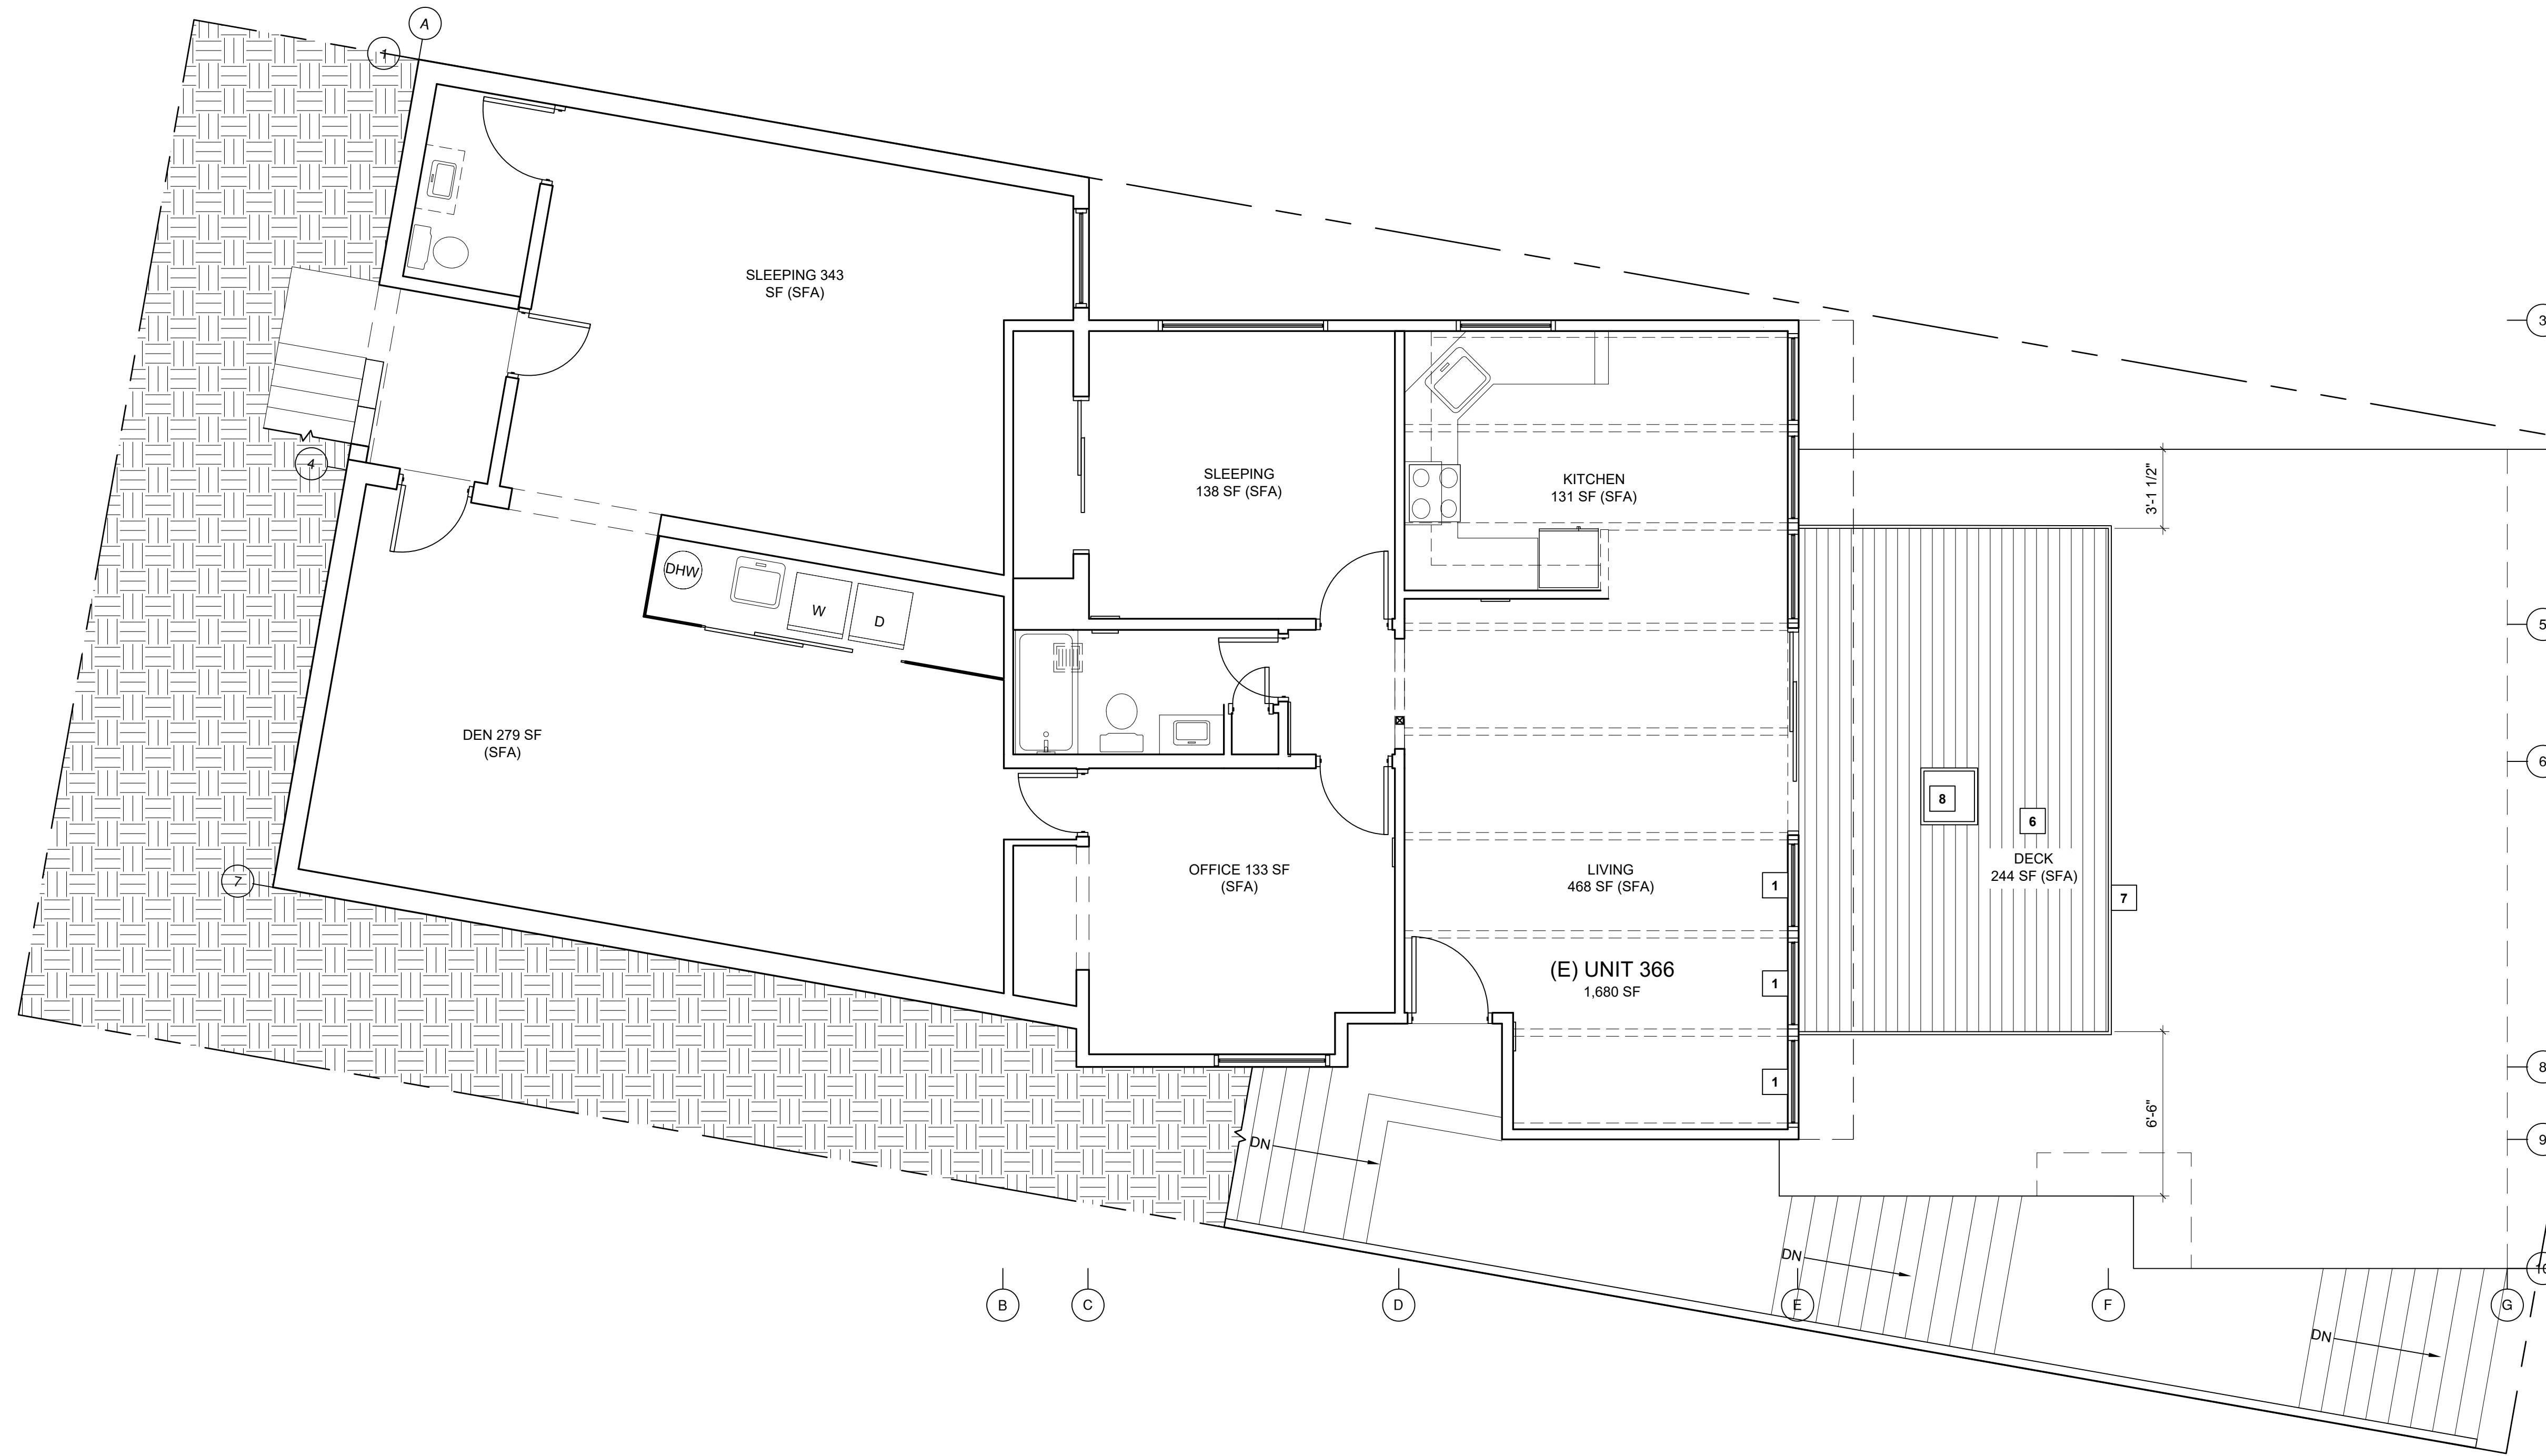 A
1
SLEEPING 343
SF (SFA)
3
4
SLEEPING
138 SF (SFA)
KITCHEN
131 SF (SFA)
3'-1 1/2"
DHW
W
D
5
DEN 279 SF
(SFA)
6
8
6
DECK
244 SF (SFA)
7
7
OFFICE 133 SF
(SFA)
LIVING
468 SF (SFA)
1
(E) UNIT 366
1,680 SF
1
1
8
6'-6"
9
DN
DN
10
B
C
D
E
F
G
DN